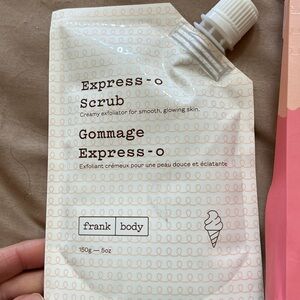 Express-o
Scrub
Creamy exfoliator for smooth, glowing skin.
Gommage
Express-o
Exfoliant crémeux pour une peau douce et éclatante
frank body
150g — 5oz